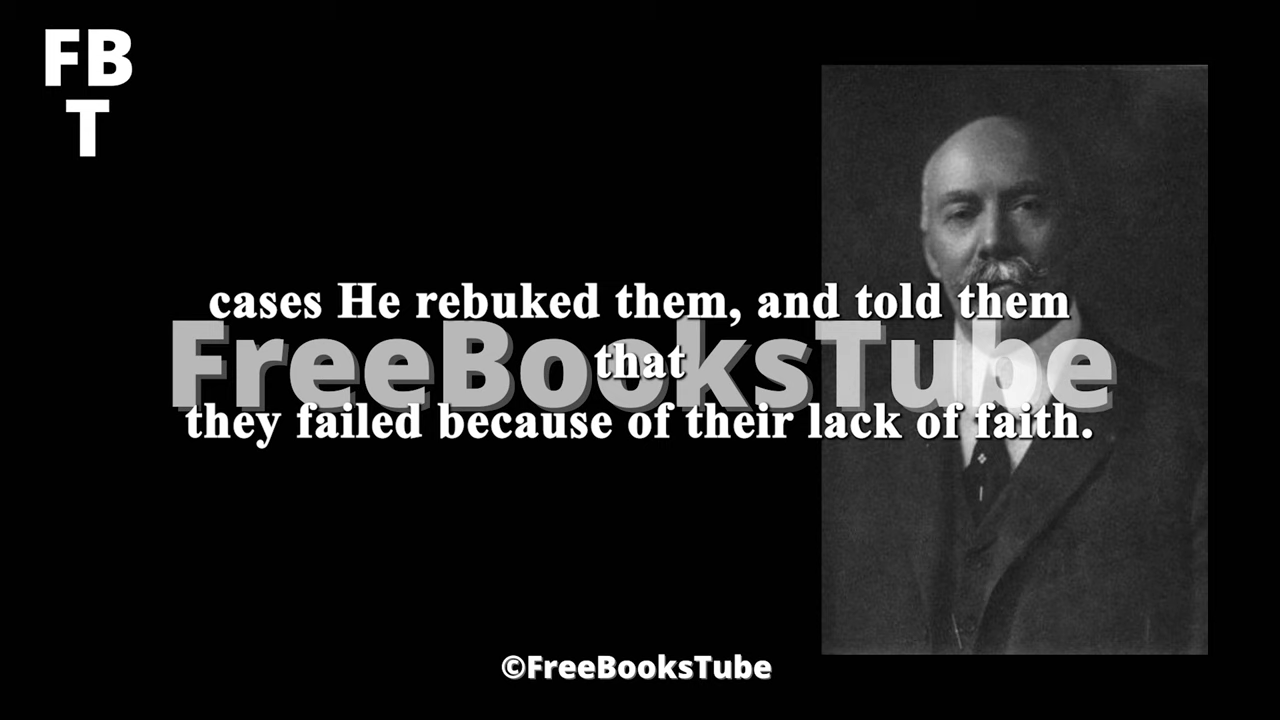 FB
T
cases He rebuked them, and told them
FreeBooksTube
that
they failed because of their lack of faith.
©FreeBooksTube